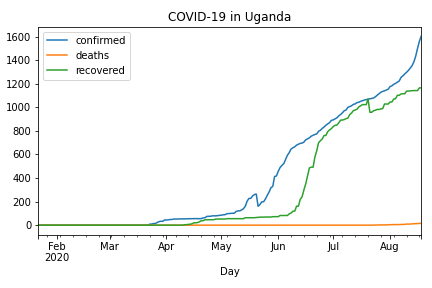 COVID-19 in Uganda
confirmed
deaths
recovered
1600
1400
1200
1000
800
600
400
200
0
Feb Mar Apr May Jun Jul Aug
2020
Day